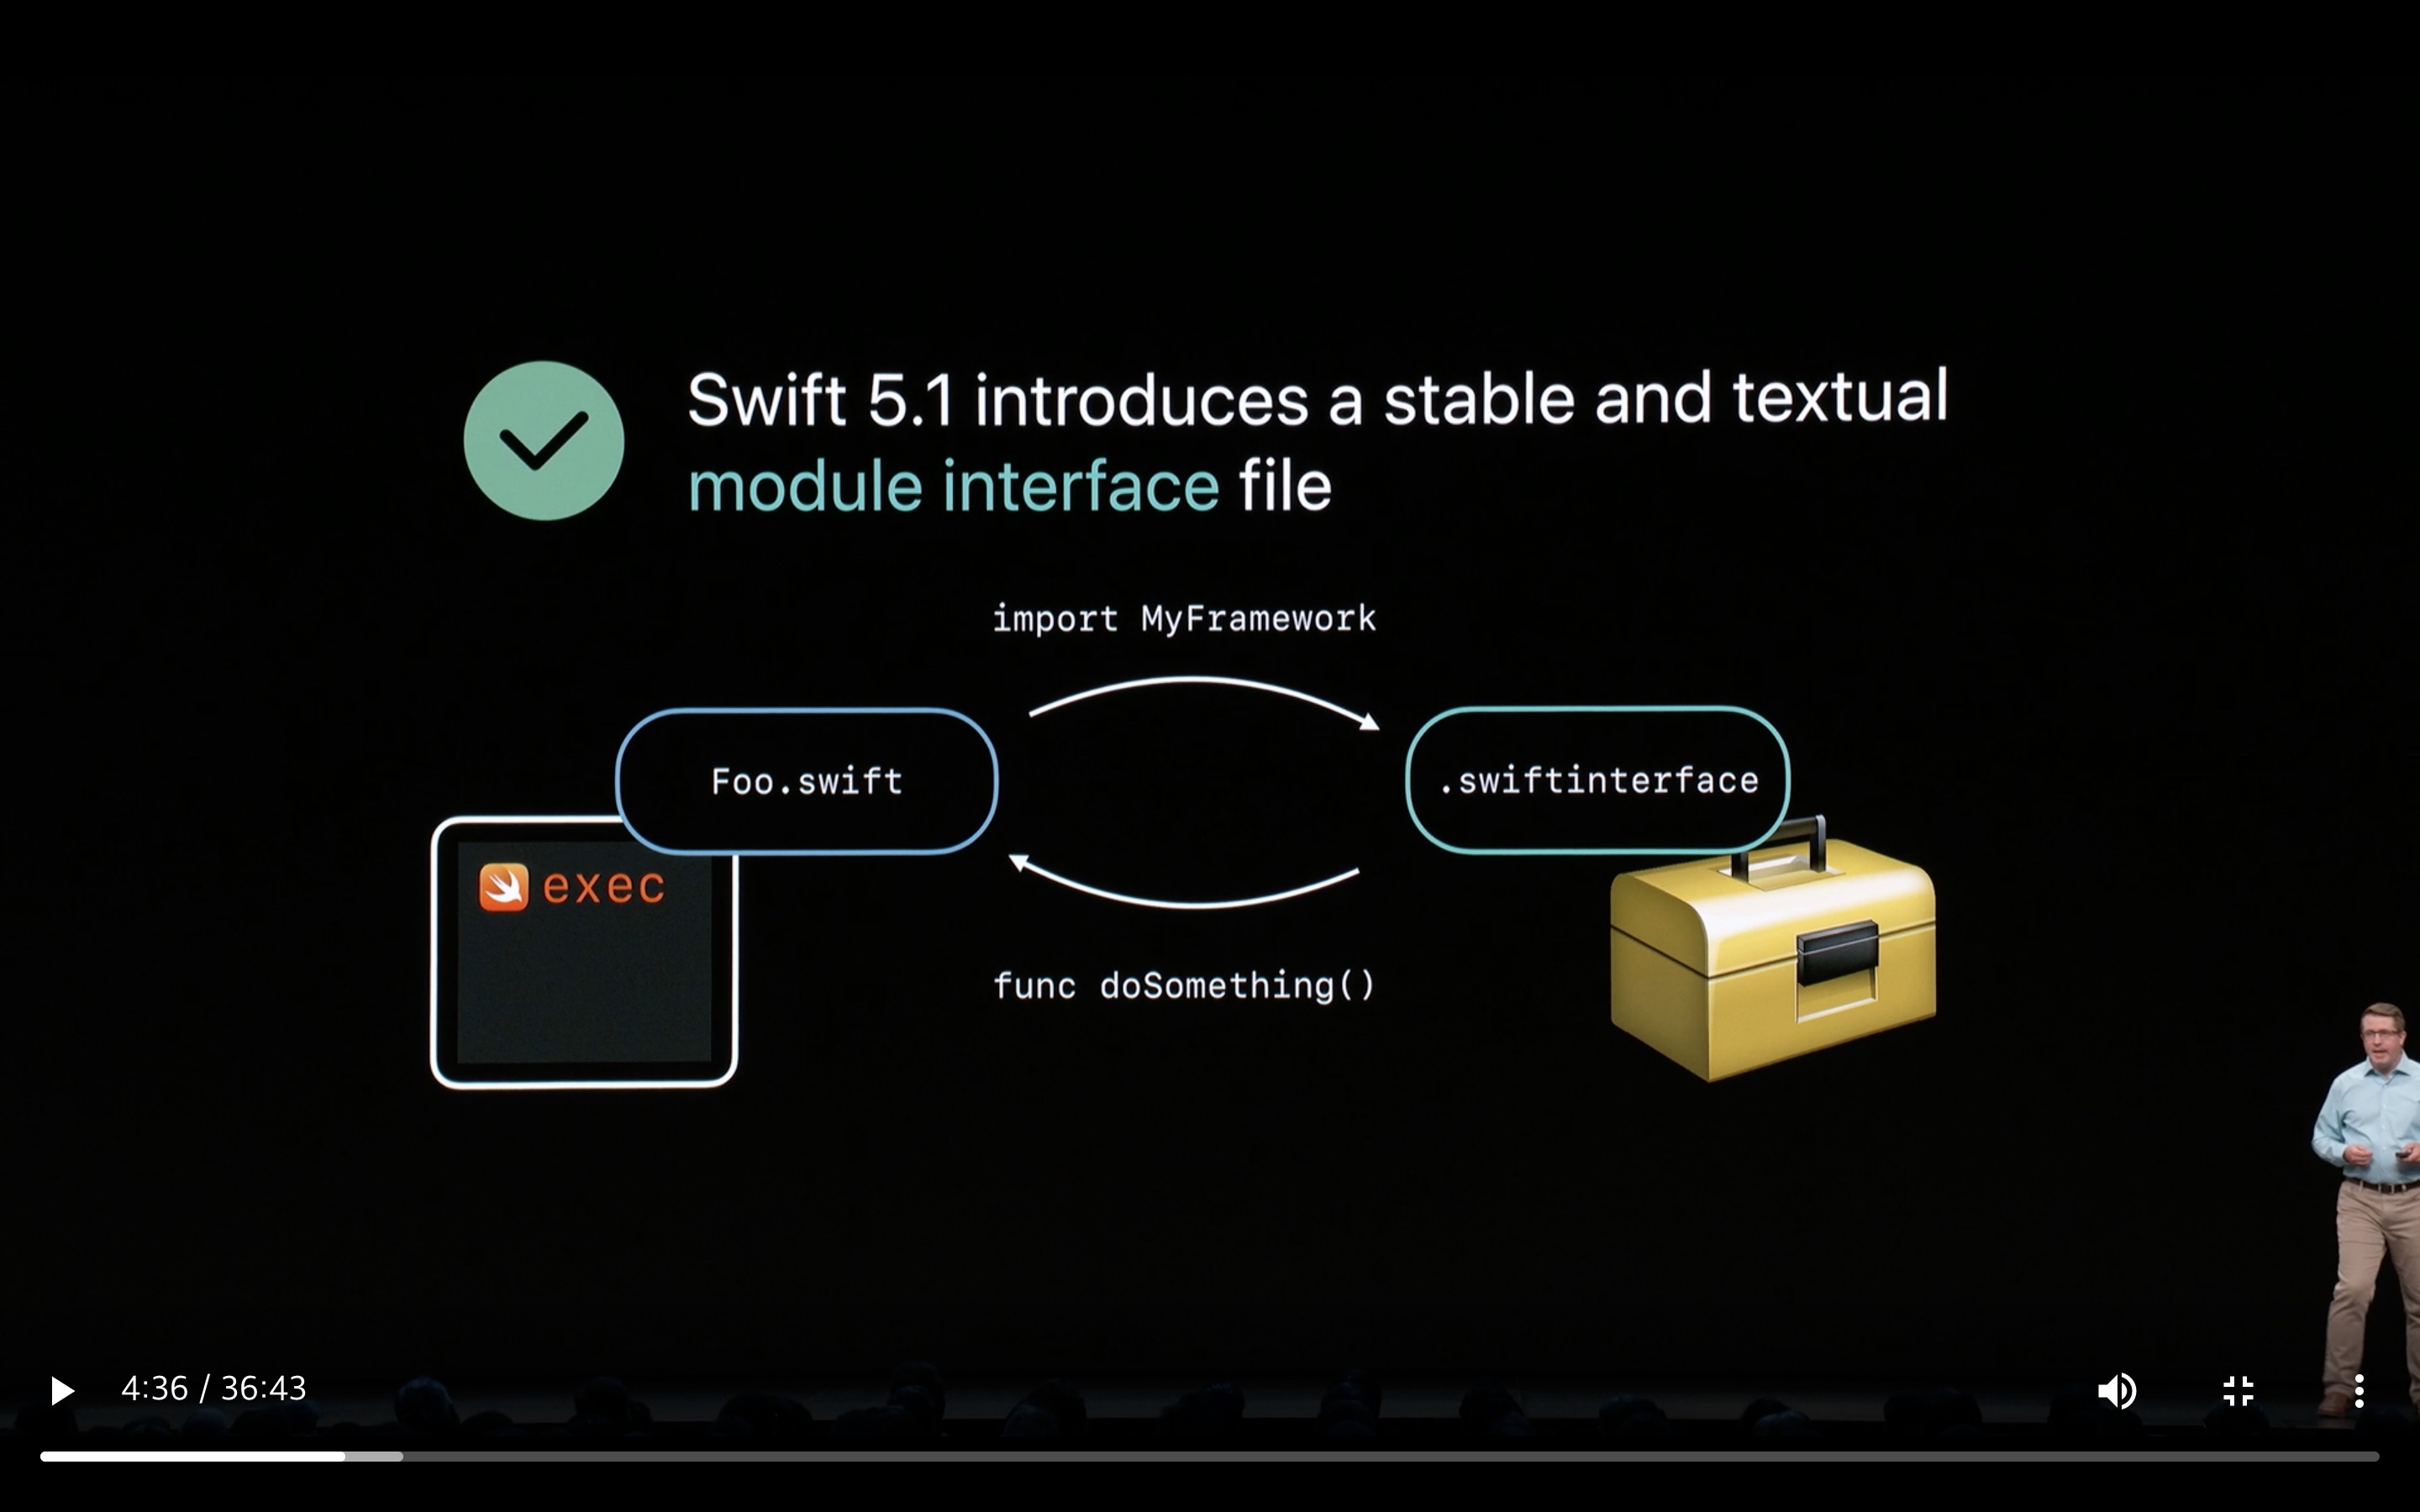 Swift 5.1 introduces a stable and textual
module interface file
import MyFramework
Foo.swift
.swiftinterface
exec
func doSomething()
4:36 / 36:43